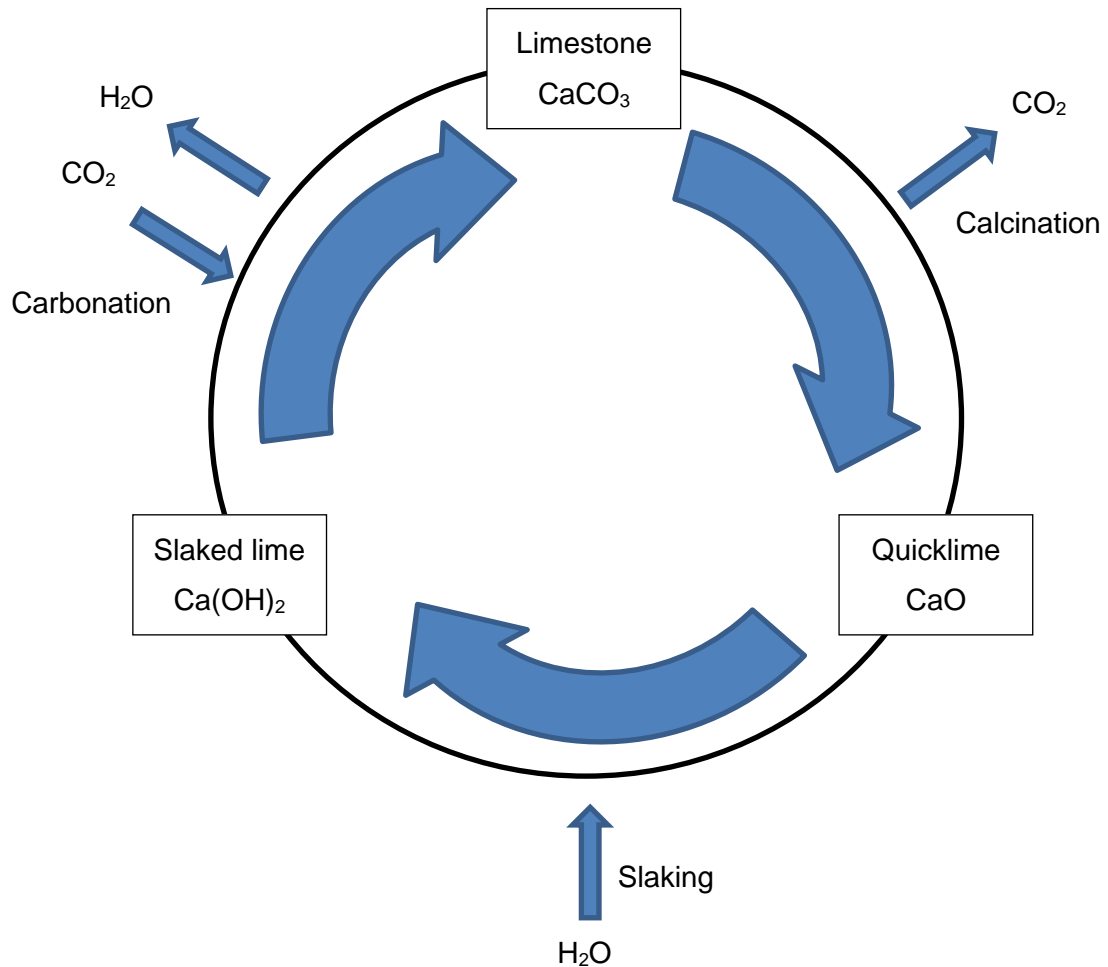 Limestone
CaCO₃
H₂O
CO₂
Carbonation
CO₂
Calcination
Slaked lime
Ca(OH)₂
Quicklime
CaO
Slaking
H₂O